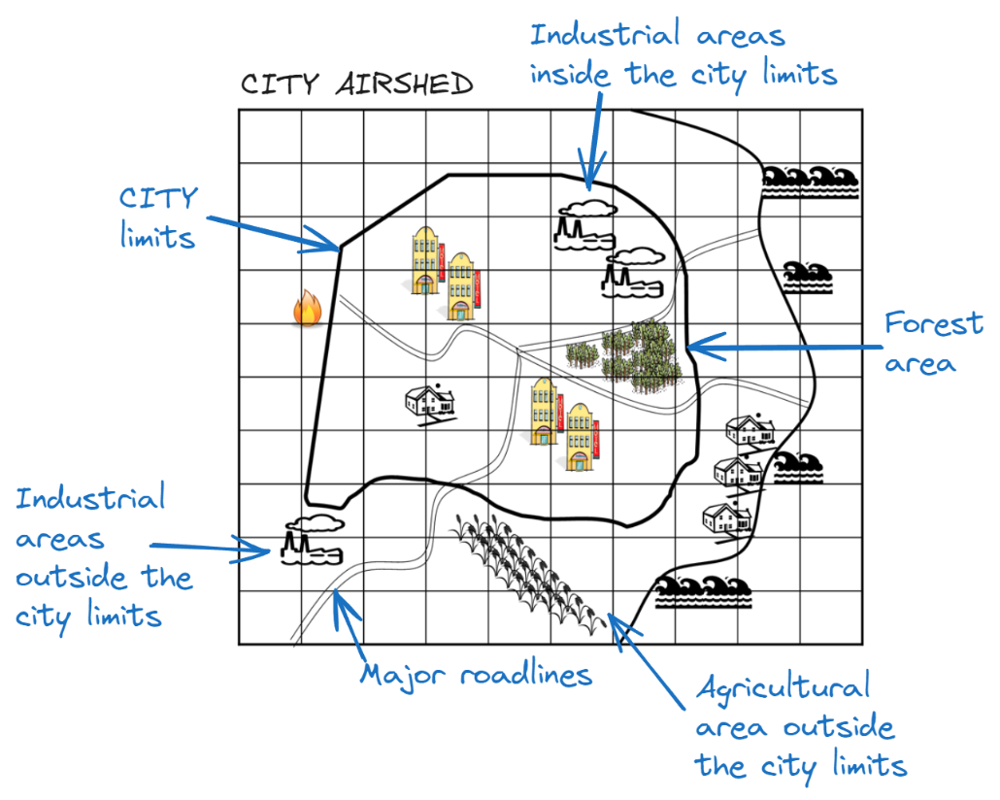 Industrial areas
inside the city limits
CITY AIRSHED
CITY
limits
Forest
area
Industrial
areas
outside the
city limits
Major roadlines
Agricultural
area outside
the city limits